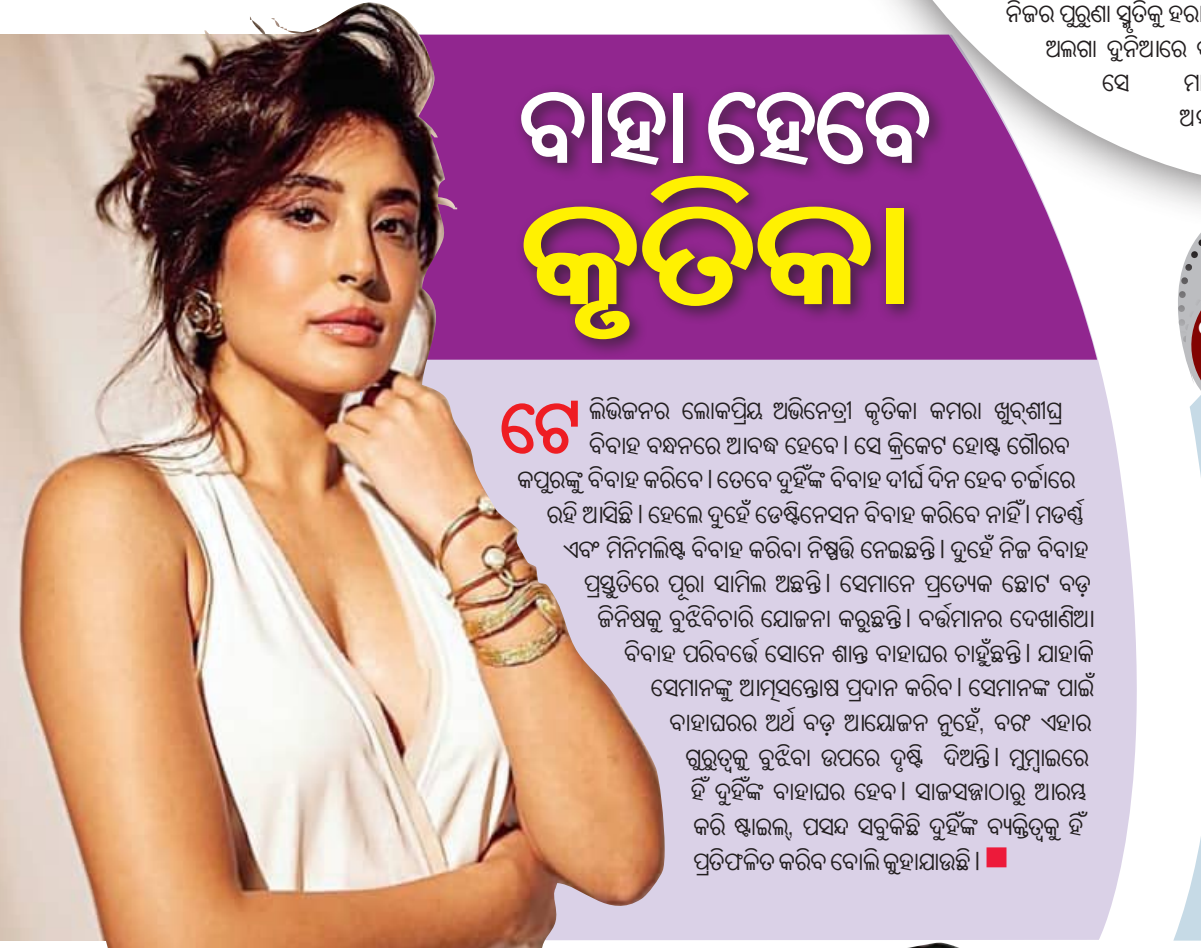 ନିଜର ପୁରୁଣା ସ୍ମୃତିକୁ ହରା
ଅଲଗା ଦୁନିଆରେ
ସେ ମା
ବାହା ହେବେ
କୃତିକା
ଟେଲିଭିଜନର ଲୋକପ୍ରିୟ ଅଭିନେତ୍ରୀ କୃତିକା କମରା ଖୁବ୍‌ଶୀଘ୍ର
ବିବାହ ବନ୍ଧନରେ ଆବଦ୍ଧ ହେବେ। ସେ କ୍ରିକେଟ ହୋଷ୍ଟ ଗୌରବ
କପୁରଙ୍କୁ ବିବାହ କରିବେ। ତେବେ ଦୁହିଁଙ୍କ ବିବାହ ଦୀର୍ଘ ଦିନ ହେବ ଚର୍ଚ୍ଚାରେ
ରହି ଆସିଛି। ହେଲେ ଦୁହେଁ ଡେଷ୍ଟିନେସନ ବିବାହ କରିବେ ନାହିଁ। ମଡର୍ଣ୍ଣ
ଏବଂ ମିନିମଲିଷ୍ଟ ବିବାହ କରିବା ନିଷ୍ପତ୍ତି ନେଇଛନ୍ତି। ଦୁହେଁ ନିଜ ବିବାହ
ପ୍ରସ୍ତୁତିରେ ପୂରା ସାମିଲ ଅଛନ୍ତି। ସେମାନେ ପ୍ରତ୍ୟେକ ଛୋଟ ବଡ଼
ଜିନିଷକୁ ବୁଝିବିଚାରି ଯୋଜନା କରୁଛନ୍ତି। ବର୍ତ୍ତମାନର ଦେଖାଣିଆ
ବିବାହ ପରିବର୍ତ୍ତେ ସୋନେ ଶାନ୍ତ ବାହାଘର ଚାହୁଁଛନ୍ତି। ଯାହାକି
ସେମାନଙ୍କୁ ଆତ୍ମସନ୍ତୋଷ ପ୍ରଦାନ କରିବ। ସେମାନଙ୍କ ପାଇଁ
ବାହାଘରର ଅର୍ଥ ବଡ଼ ଆୟୋଜନ ନୁହେଁ, ବରଂ ଏହାର
ଗୁରୁତ୍ୱକୁ ବୁଝିବା ଉପରେ ଦୃଷ୍ଟି ଦିଅନ୍ତି। ମୁମ୍ବାଇରେ
ହିଁ ଦୁହିଁଙ୍କ ବାହାଘର ହେବ। ସାଜସଜ୍ଜାଠାରୁ ଆରମ୍ଭ
କରି ଷ୍ଟାଇଲ୍, ପସନ୍ଦ ସବୁକିଛି ଦୁହିଁଙ୍କ ବ୍ୟକ୍ତିତ୍ୱକୁ ହିଁ
ପ୍ରତିଫଳିତ କରିବ ବୋଲି କୁହାଯାଉଛି।